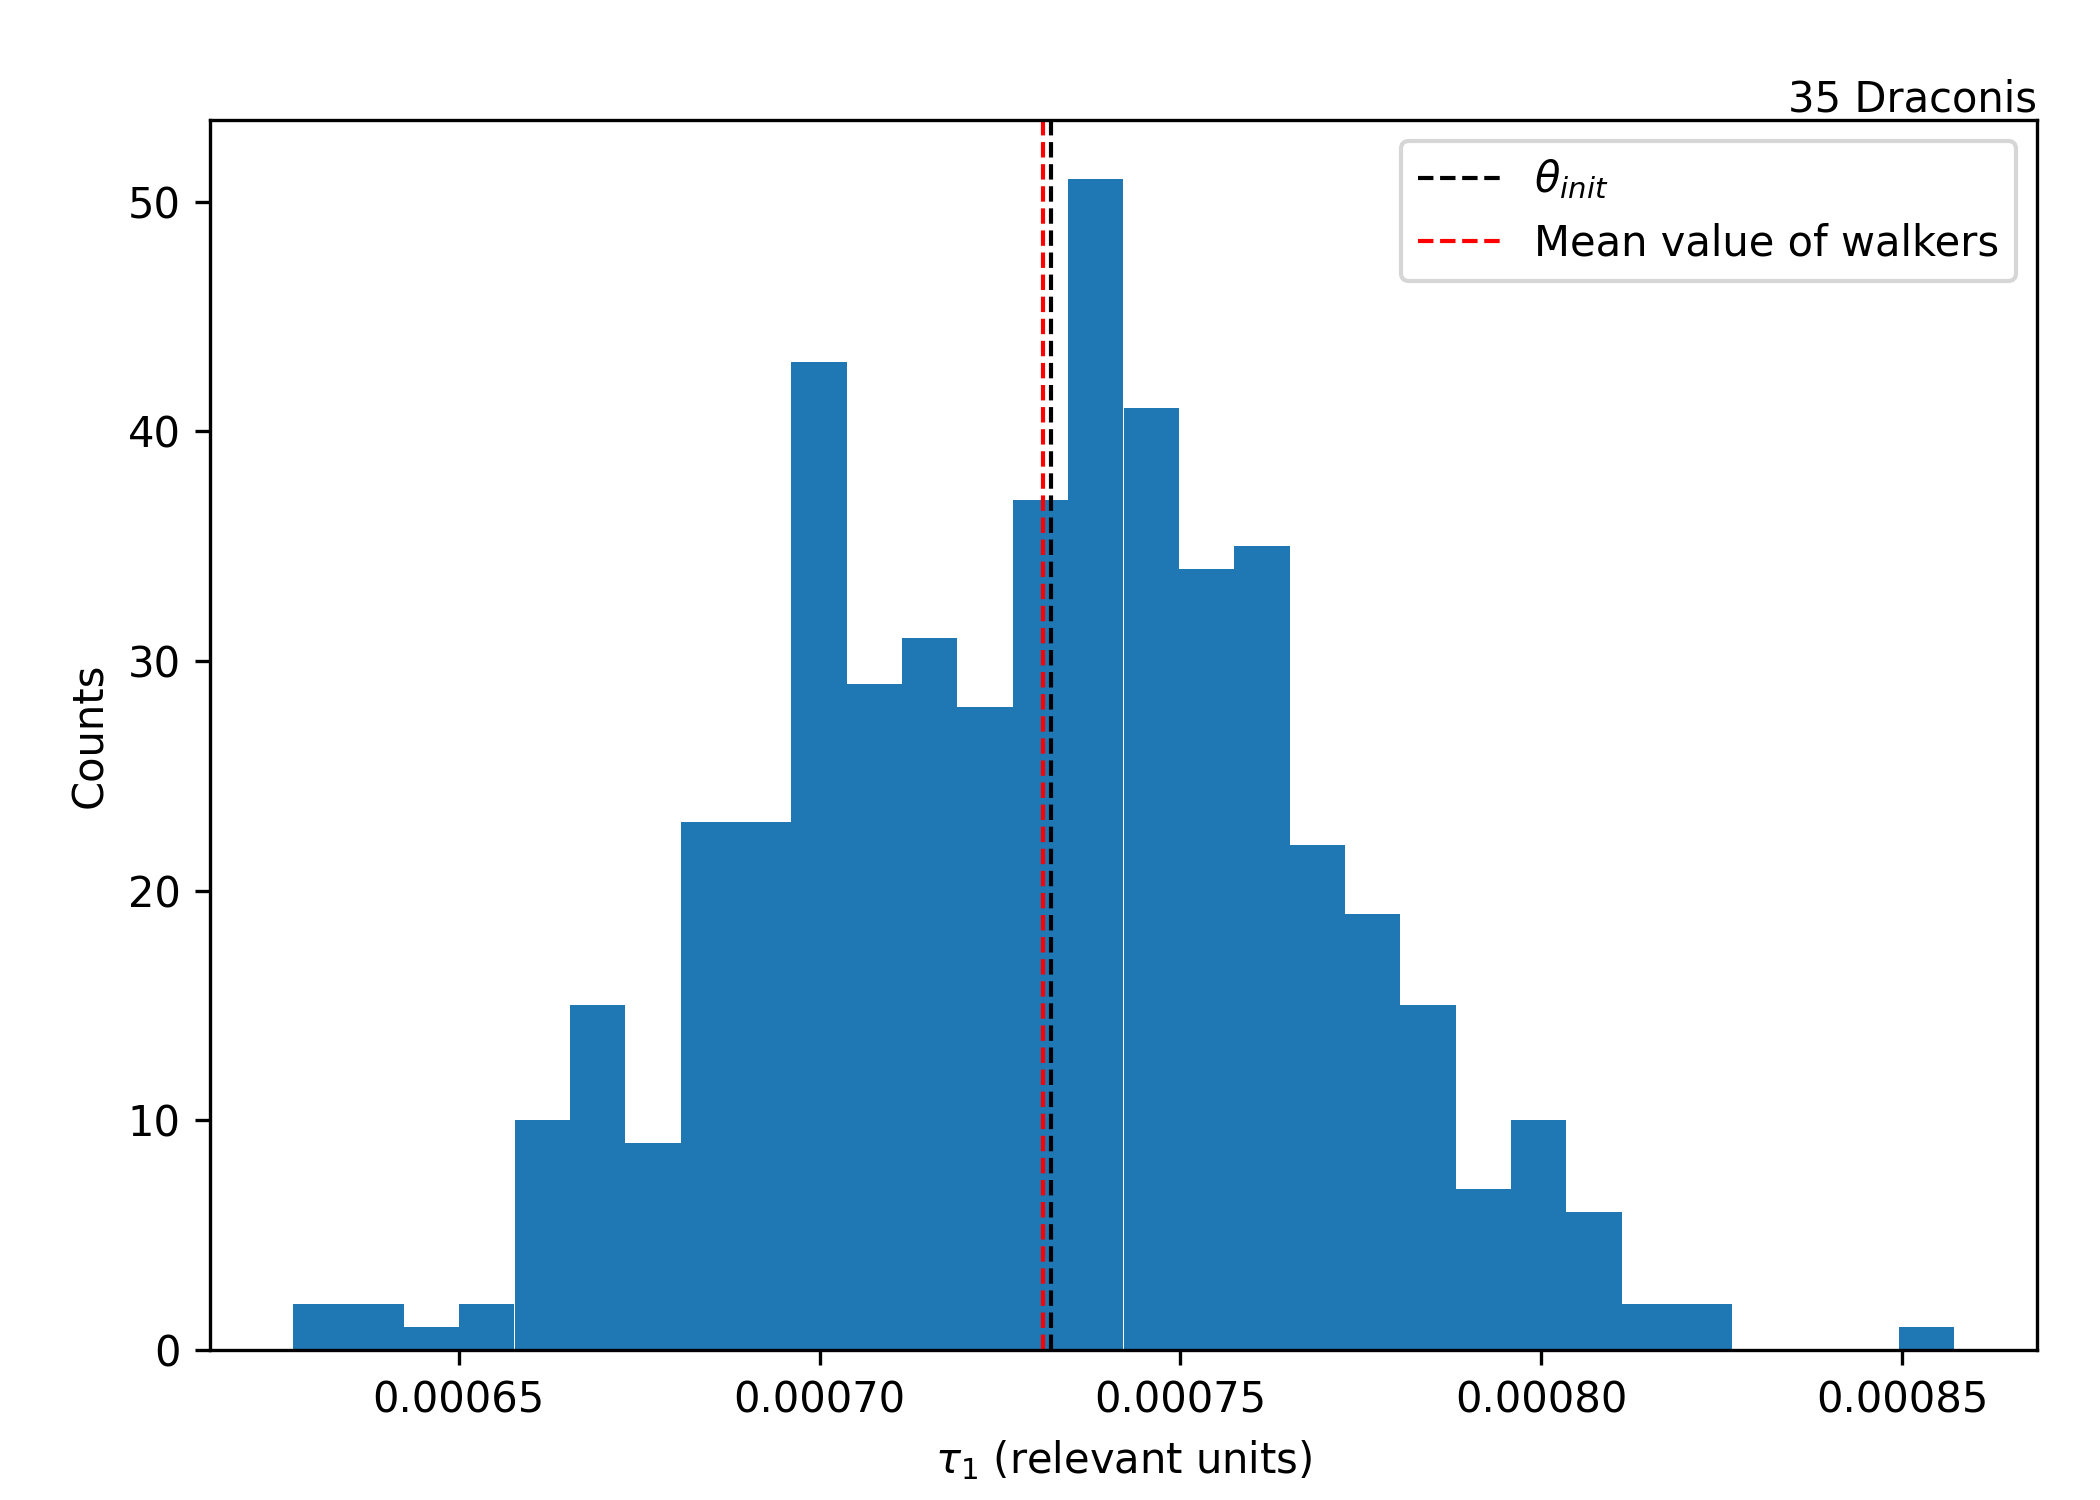 35 Draconis
θinit
Mean value of walkers
50
40
30
20
10
0
Counts
0.00065 0.00070 0.00075 0.00080 0.00085
τ1 (relevant units)